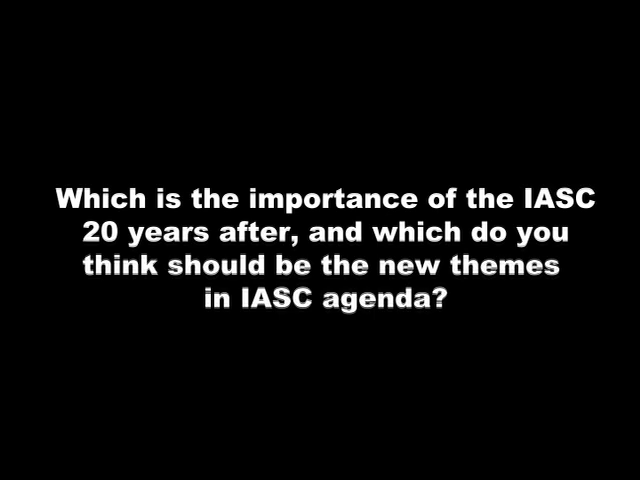 Which is the importance of the IASC
20 years after, and which do you
think should be the new themes
in IASC agenda?